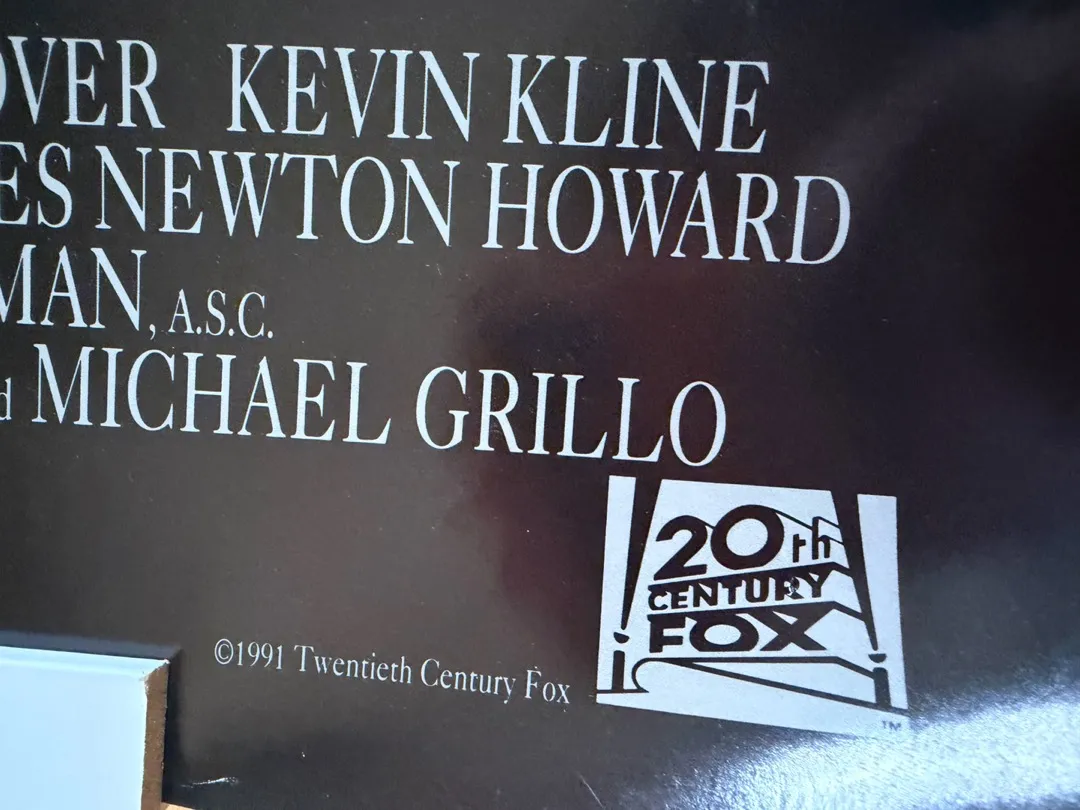 OVER KEVIN KLINE
ES NEWTON HOWARD
MAN, A.S.C.
d MICHAEL GRILLO
20th
CENTURY
FOX
TM
©1991 Twentieth Century Fox